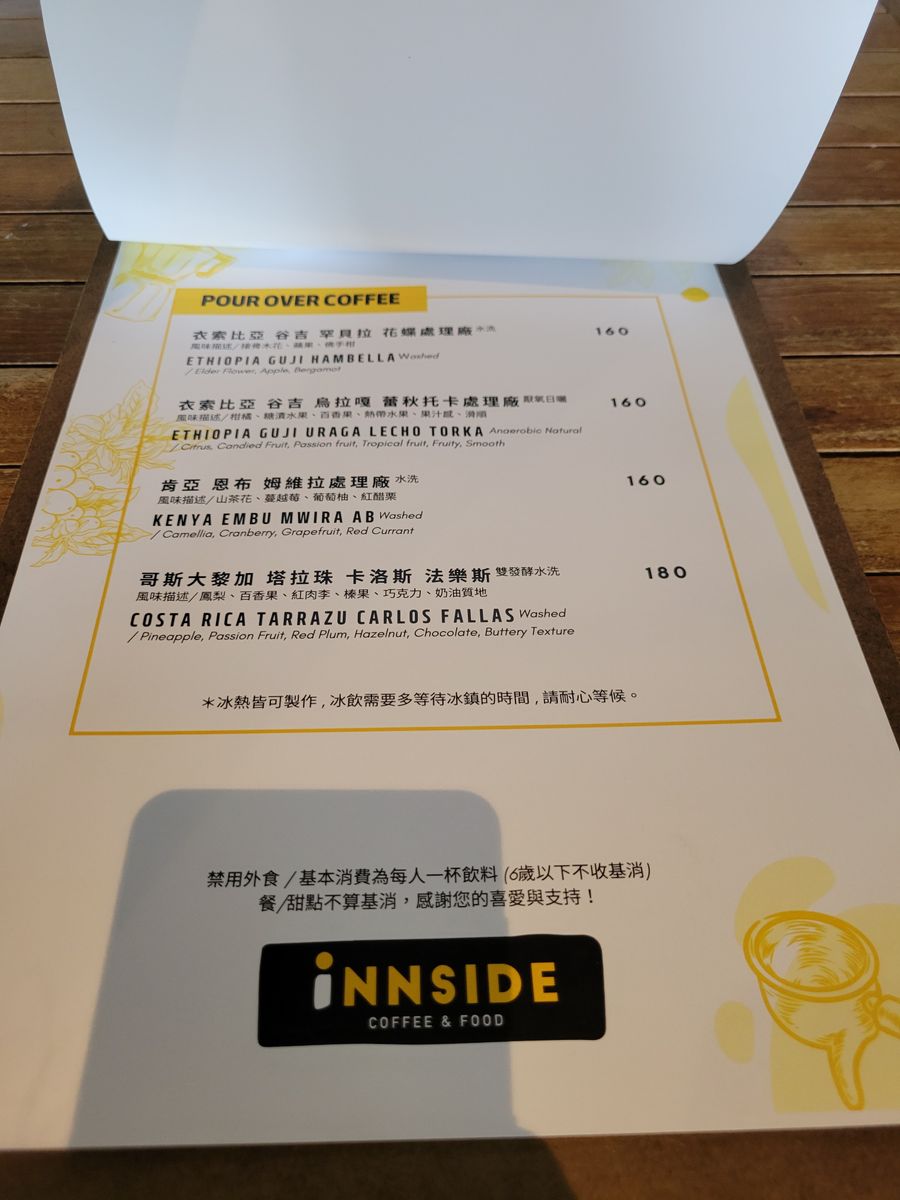 POUR OVER COFFEE
衣索比亞 谷吉 罕貝拉 花蝶處理廠 水洗 160
風味描述/接骨木花、蘋果、佛手柑
ETHIOPIA GUJI HAMBELLA Washed
/ Elder Flower, Apple, Bergamot
衣索比亞 谷吉 烏拉嘎 蕾秋托卡處理廠 厭氧日曬 160
風味描述/柑橘、糖漬水果、百香果、熱帶水果、果汁感、滑順
ETHIOPIA GUJI URAGA LECHO TORKA Anaerobic Natural
/ Citrus, Candied Fruit, Passion fruit, Tropical fruit, Fruity, Smooth
肯亞 恩布 姆維拉處理廠 水洗 160
風味描述/山茶花、蔓越莓、葡萄柚、紅醋栗
KENYA EMBU MWIRA AB Washed
/ Camellia, Cranberry, Grapefruit, Red Currant
哥斯大黎加 塔拉珠 卡洛斯 法樂斯 雙發酵水洗 180
風味描述/鳳梨、百香果、紅肉李、榛果、巧克力、奶油質地
COSTA RICA TARRAZU CARLOS FALLAS Washed
/ Pineapple, Passion Fruit, Red Plum, Hazelnut, Chocolate, Buttery Texture
＊冰熱皆可製作 , 冰飲需要多等待冰鎮的時間 , 請耐心等候。
禁用外食 / 基本消費為每人一杯飲料 (6歲以下不收基消)
餐/甜點不算基消，感謝您的喜愛與支持！
iNNSIDE
COFFEE & FOOD